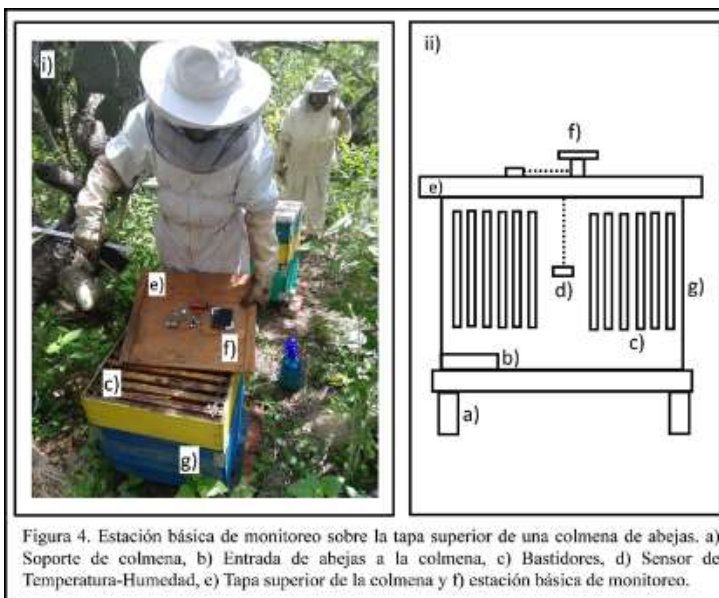 i)
e)
f)
c)
g)
ii)
f)
e)
d)
g)
c)
b)
a)
Figura 4. Estación básica de monitoreo sobre la tapa superior de una colmena de abejas. a)
Soporte de colmena, b) Entrada de abejas a la colmena, c) Bastidores, d) Sensor de
Temperatura-Humedad, e) Tapa superior de la colmena y f) estación básica de monitoreo.